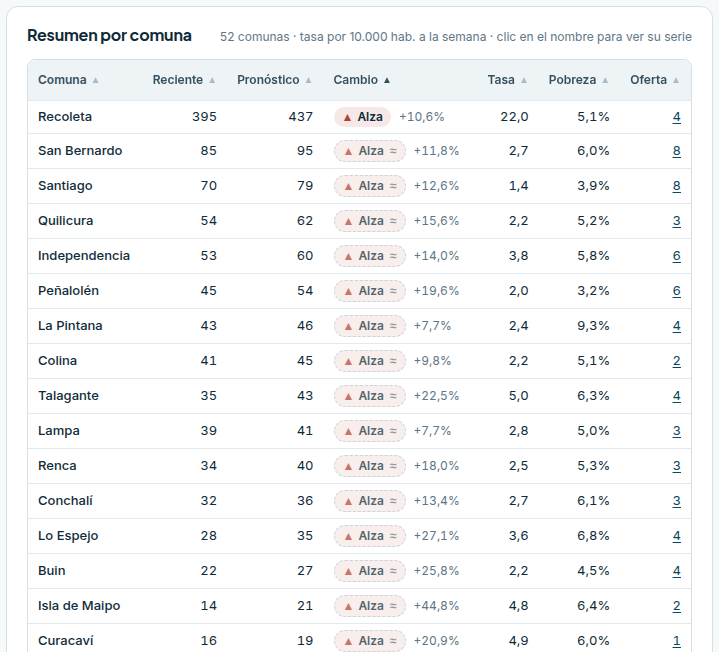 Resumen por comuna 52 comunas · tasa por 10.000 hab. a la semana · clic en el nombre para ver su serie
Comuna ▲ Reciente ▲ Pronóstico ▲ Cambio ▲ Tasa ▲ Pobreza ▲ Oferta ▲
Recoleta 395 437 ▲ Alza +10,6% 22,0 5,1% 4
San Bernardo 85 95 ▲ Alza ≈ +11,8% 2,7 6,0% 8
Santiago 70 79 ▲ Alza ≈ +12,6% 1,4 3,9% 8
Quilicura 54 62 ▲ Alza ≈ +15,6% 2,2 5,2% 3
Independencia 53 60 ▲ Alza ≈ +14,0% 3,8 5,8% 6
Peñalolén 45 54 ▲ Alza ≈ +19,6% 2,0 3,2% 6
La Pintana 43 46 ▲ Alza ≈ +7,7% 2,4 9,3% 4
Colina 41 45 ▲ Alza ≈ +9,8% 2,2 5,1% 2
Talagante 35 43 ▲ Alza ≈ +22,5% 5,0 6,3% 4
Lampa 39 41 ▲ Alza ≈ +7,7% 2,8 5,0% 3
Renca 34 40 ▲ Alza ≈ +18,0% 2,5 5,3% 3
Conchalí 32 36 ▲ Alza ≈ +13,4% 2,7 6,1% 3
Lo Espejo 28 35 ▲ Alza ≈ +27,1% 3,6 6,8% 4
Buin 22 27 ▲ Alza ≈ +25,8% 2,2 4,5% 4
Isla de Maipo 14 21 ▲ Alza ≈ +44,8% 4,8 6,4% 2
Curacaví 16 19 ▲ Alza ≈ +20,9% 4,9 6,0% 1